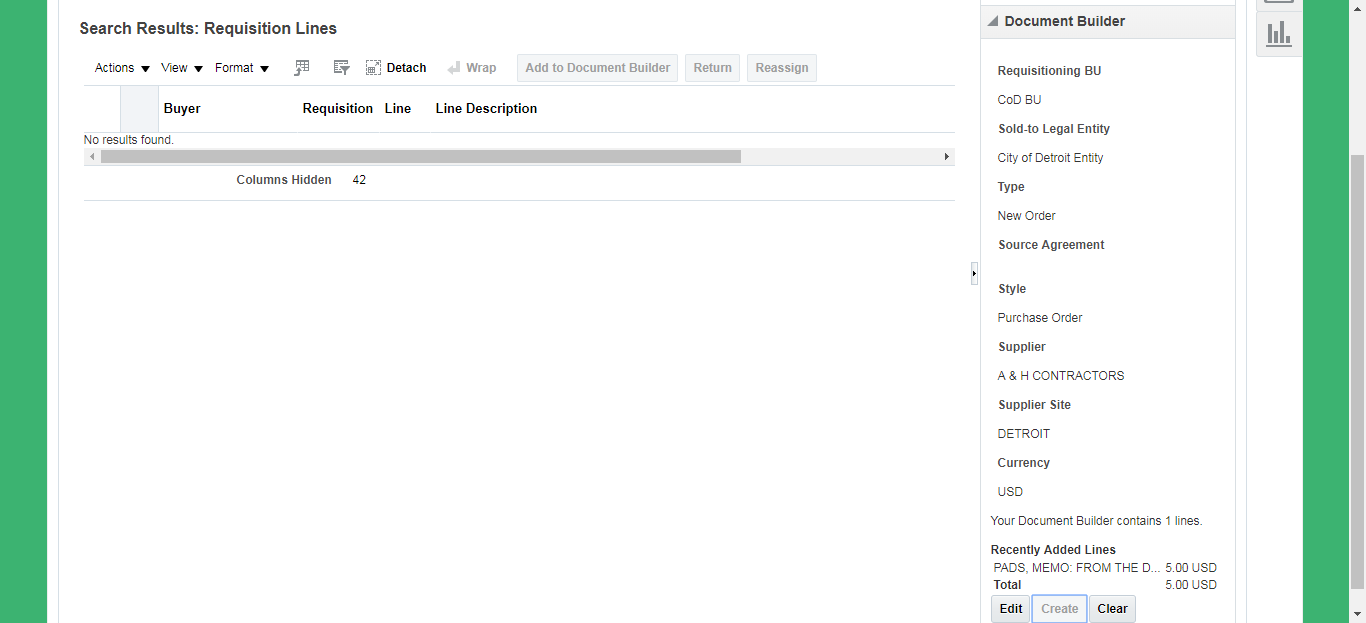 Search Results: Requisition Lines
Actions View Format Detach Wrap Add to Document Builder Return Reassign
Buyer Requisition Line Line Description
No results found.
Columns Hidden 42
Document Builder
Requisitioning BU
CoD BU
Sold-to Legal Entity
City of Detroit Entity
Type
New Order
Source Agreement
Style
Purchase Order
Supplier
A & H CONTRACTORS
Supplier Site
DETROIT
Currency
USD
Your Document Builder contains 1 lines.
Recently Added Lines
PADS, MEMO: FROM THE D... 5.00 USD
Total 5.00 USD
Edit Create Clear